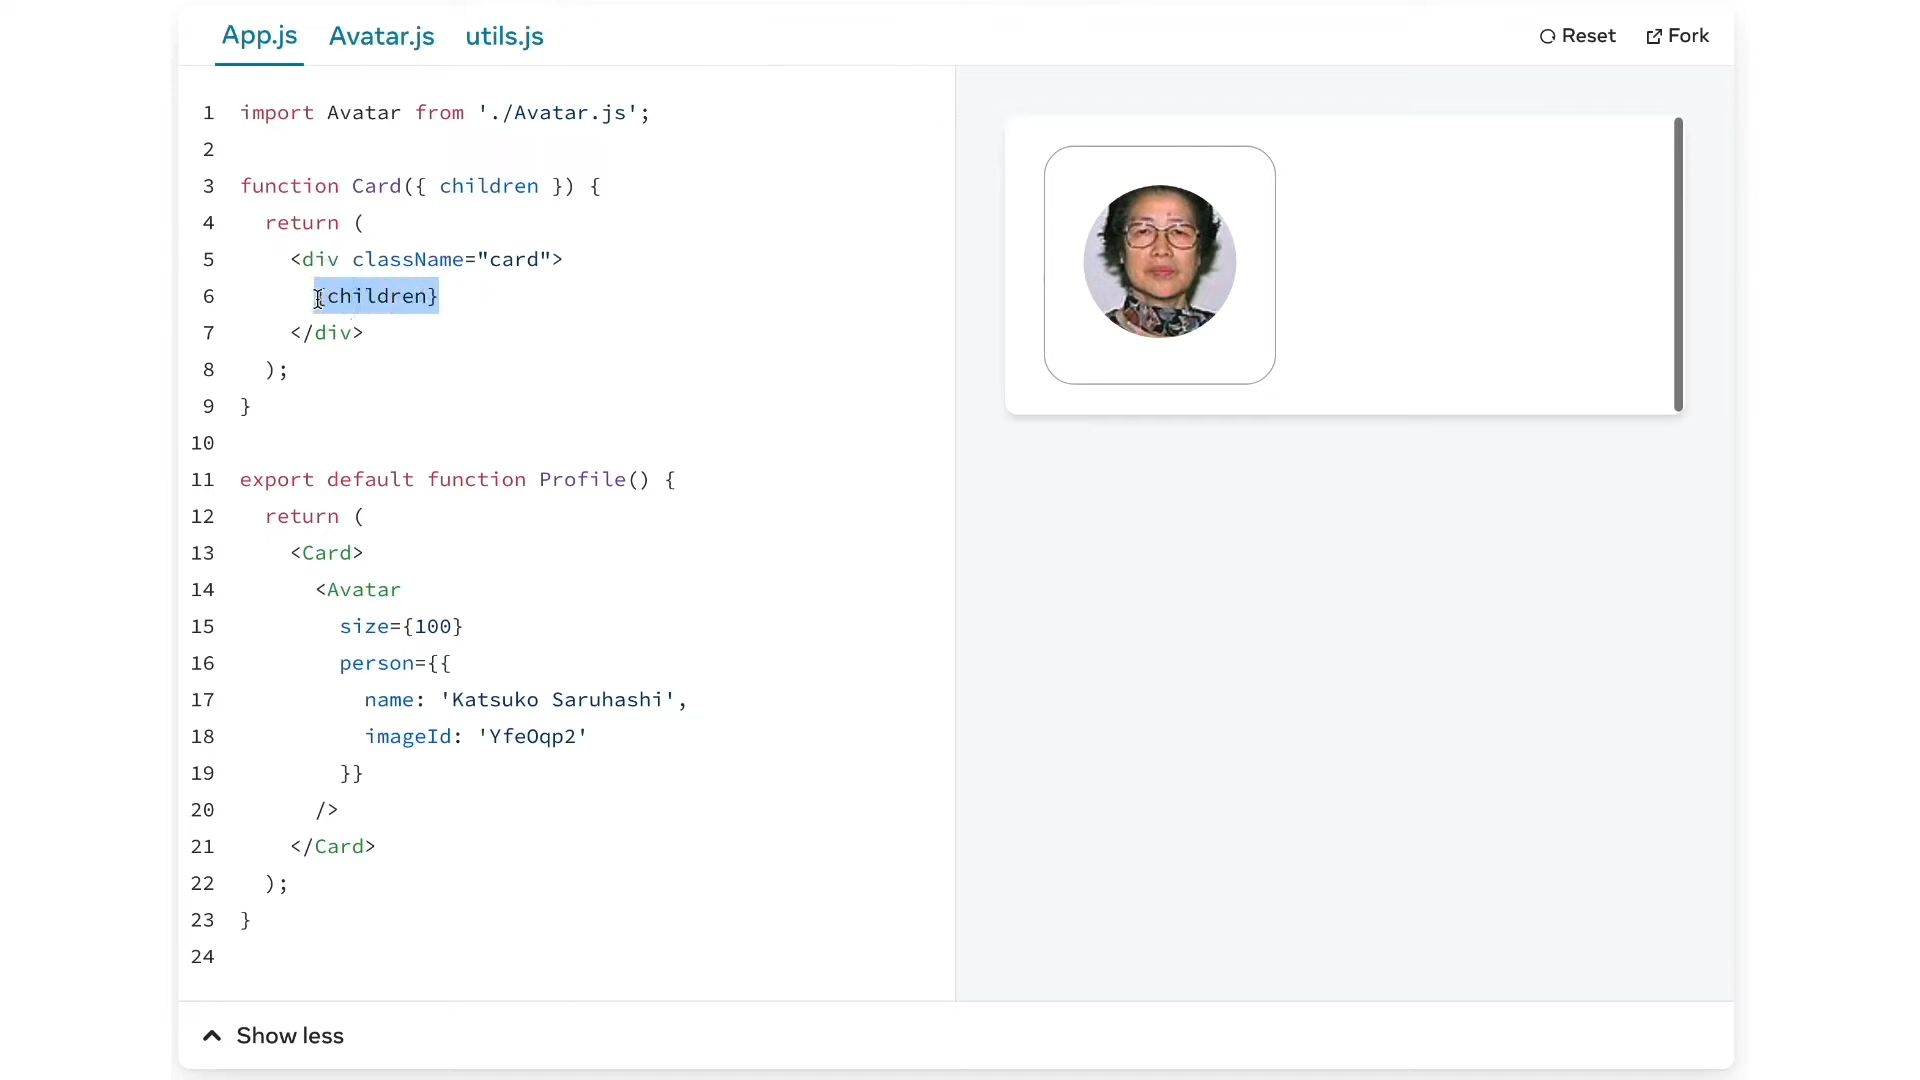 App.js Avatar.js utils.js Reset Fork
1 import Avatar from './Avatar.js';
2
3 function Card({ children }) {
4 return (
5 <div className="card">
6 {children}
7 </div>
8 );
9 }
10
11 export default function Profile() {
12 return (
13 <Card>
14 <Avatar
15 size={100}
16 person={{
17 name: 'Katsuko Saruhashi',
18 imageId: 'YfeOqp2'
19 }}
20 />
21 </Card>
22 );
23 }
24
Show less